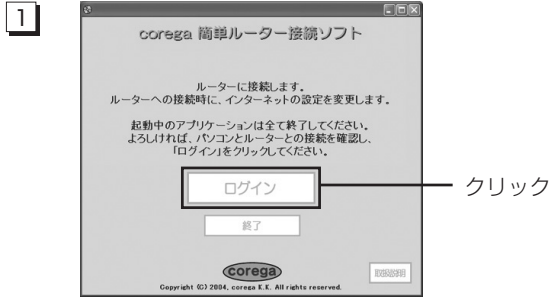 1
corega 簡単ルーター接続ソフト
ルーターに接続します。
ルーターへの接続時に、インターネットの設定を変更します。
起動中のアプリケーションは全て終了してください。
よろしければ、パソコンとルーターとの接続を確認し、
「ログイン」をクリックしてください。
ログイン
クリック
終了
corega
取扱説明
Copyright (C) 2004, corega K.K. All rights reserved.